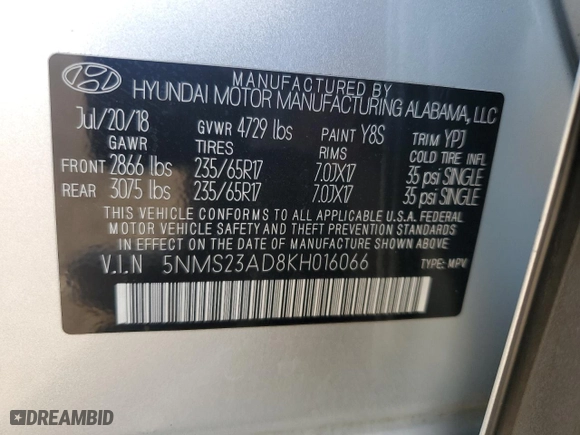 MANUFACTURED BY
HYUNDAI MOTOR MANUFACTURING ALABAMA, LLC
Jul/20/18 GVWR 4729 lbs PAINT Y8S TRIM YPJ
GAWR TIRES RIMS COLD TIRE INFL
FRONT 2866 lbs 235/65R17 7.0JX17 35 psi SINGLE
REAR 3075 lbs 235/65R17 7.0JX17 35 psi SINGLE
THIS VEHICLE CONFORMS TO ALL APPLICABLE U.S.A. FEDERAL
MOTOR VEHICLE SAFETY AND THEFT PREVENTION STANDARDS
IN EFFECT ON THE DATE OF MANUFACTURE SHOWN ABOVE.
V.I.N 5NMS23AD8KH016066 TYPE: MPV
DREAMBID